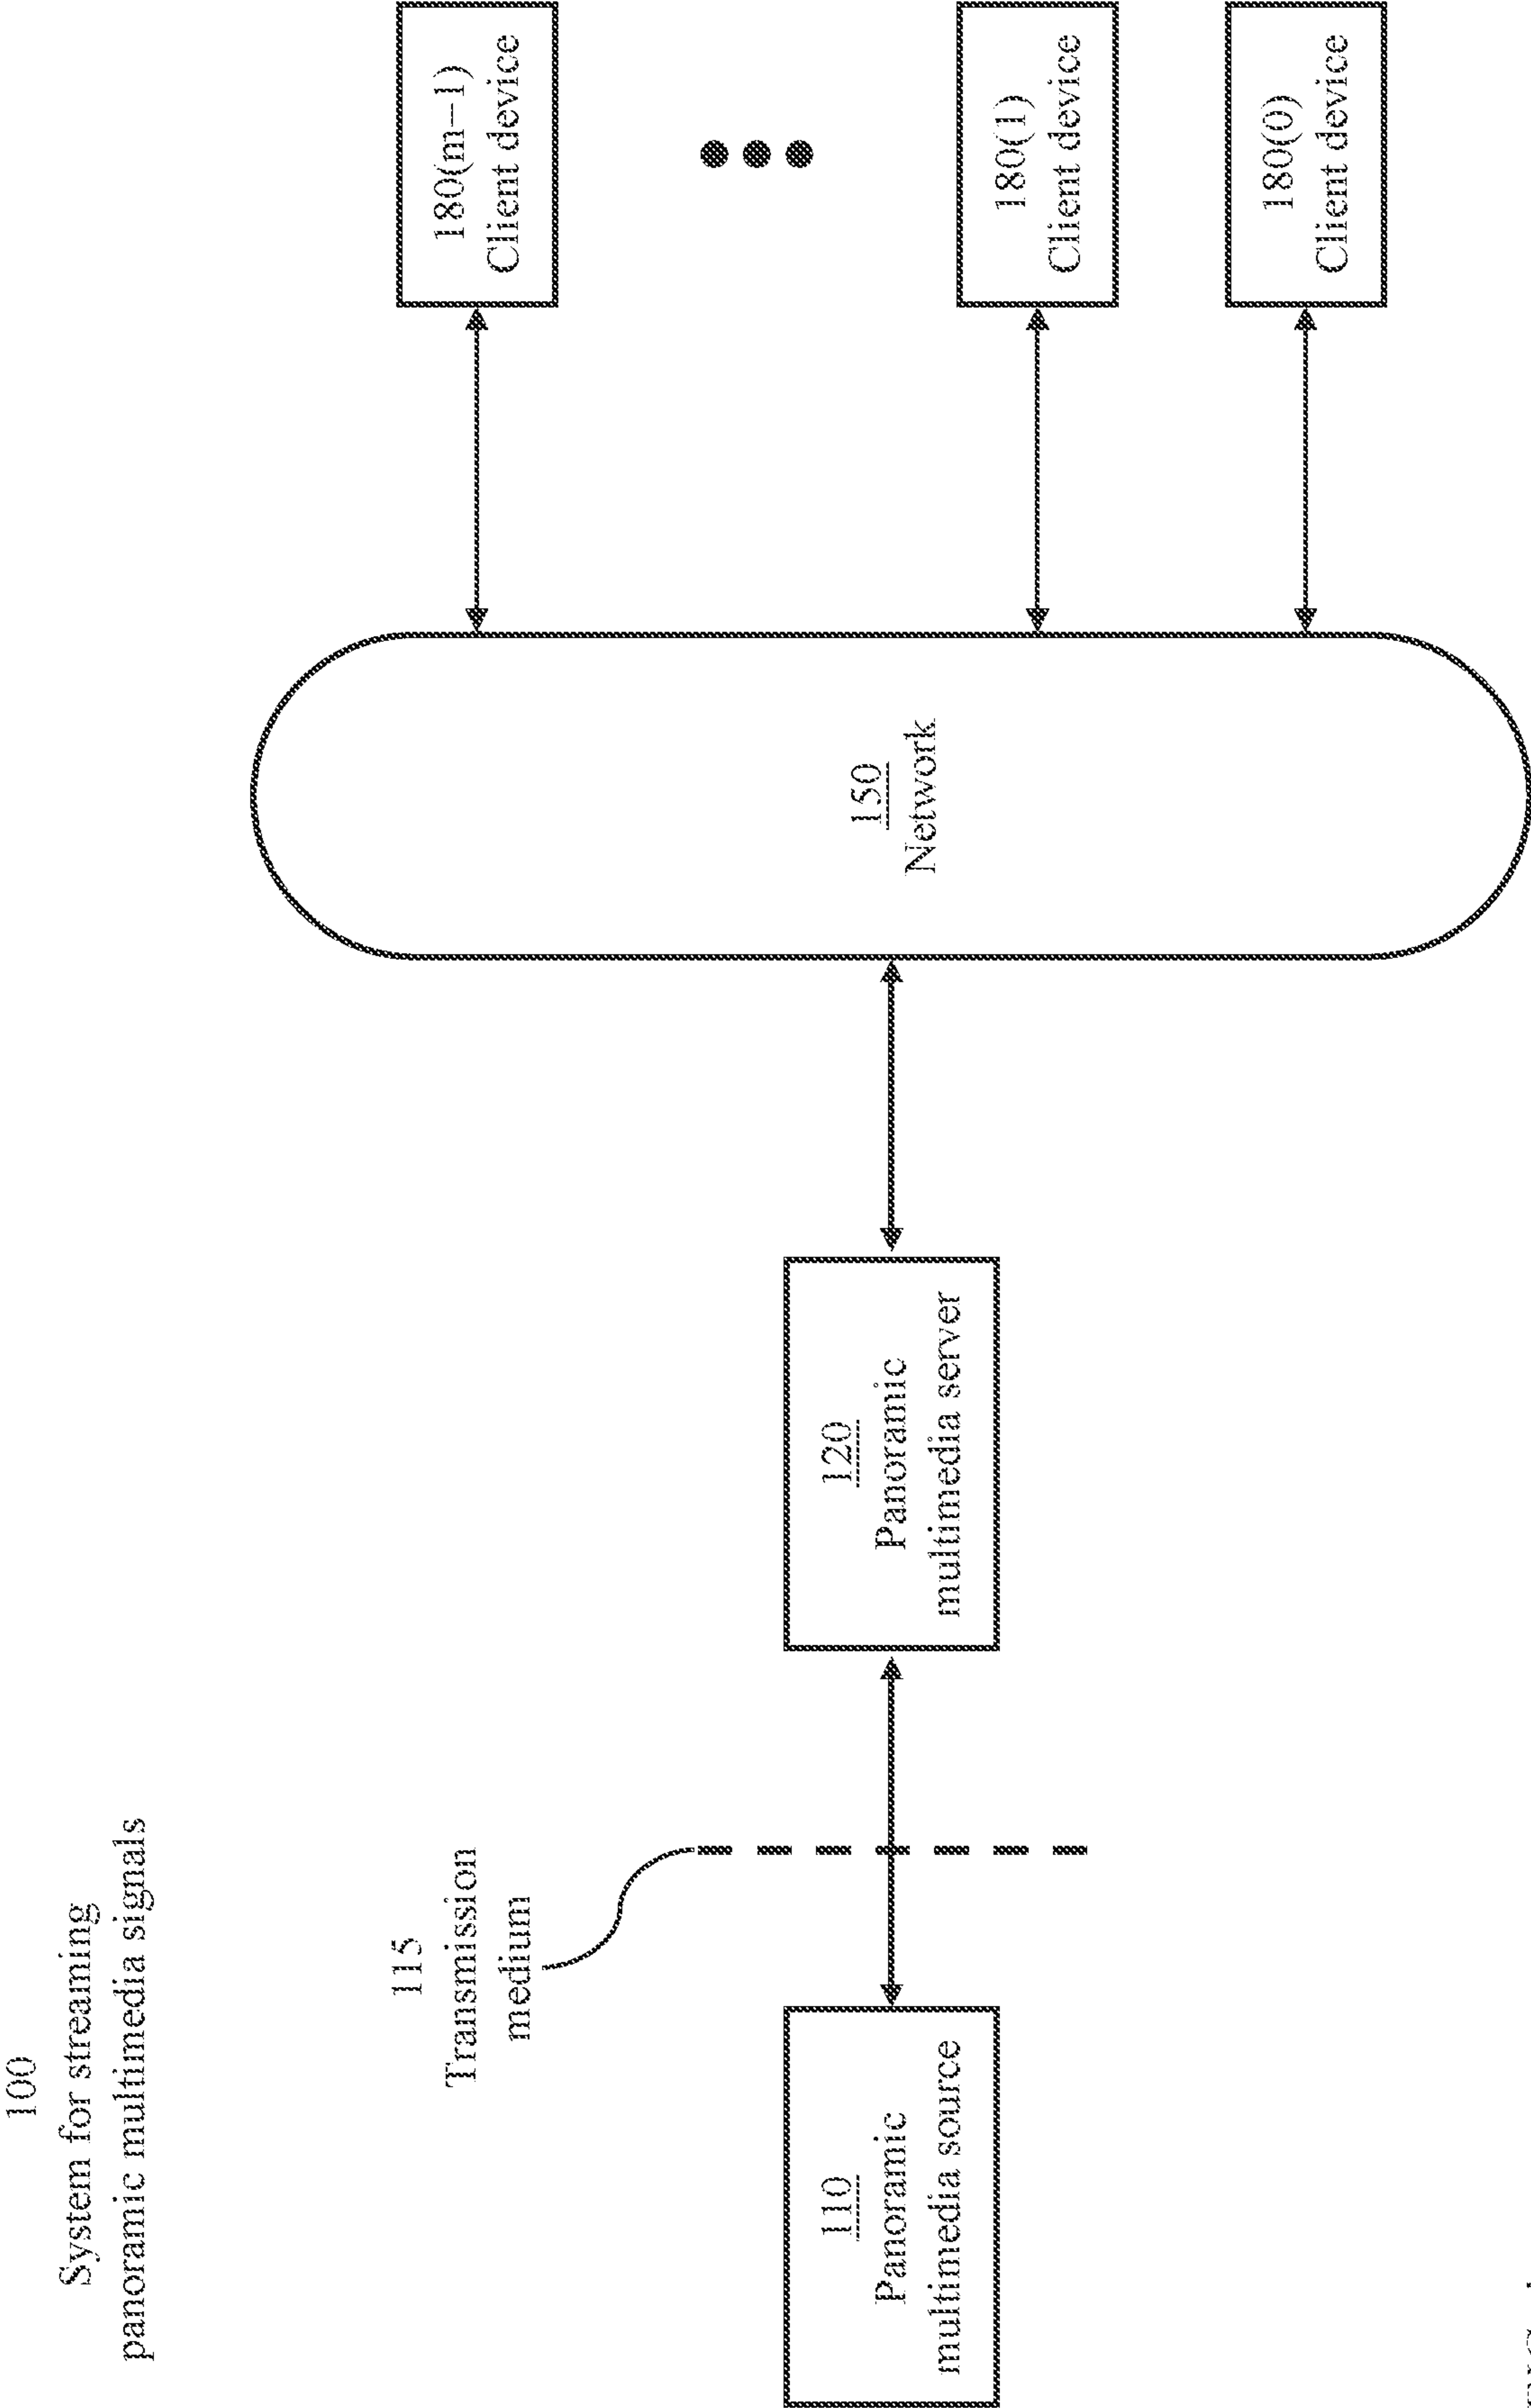 100
System for streaming
panoramic multimedia signals
115
Transmission
medium
110
Panoramic
multimedia source
120
Panoramic
multimedia server
150
Network
180(m−1)
Client device
180(1)
Client device
180(0)
Client device